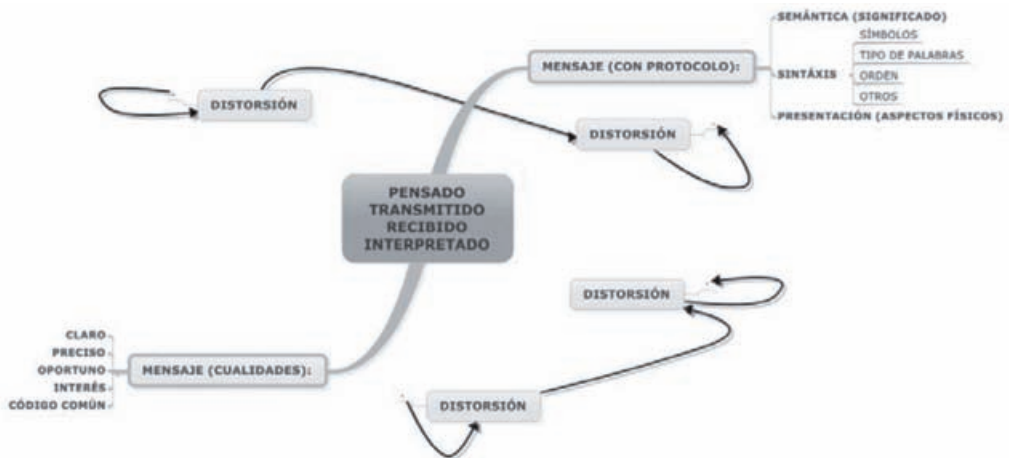 SEMÁNTICA (SIGNIFICADO)
SÍMBOLOS
MENSAJE (CON PROTOCOLO):
TIPO DE PALABRAS
SINTÁXIS
ORDEN
OTROS
PRESENTACIÓN (ASPECTOS FÍSICOS)
DISTORSIÓN
DISTORSIÓN
PENSADO
TRANSMITIDO
RECIBIDO
INTERPRETADO
DISTORSIÓN
CLARO
PRECISO
OPORTUNO
INTERÉS
CÓDIGO COMÚN
MENSAJE (CUALIDADES):
DISTORSIÓN